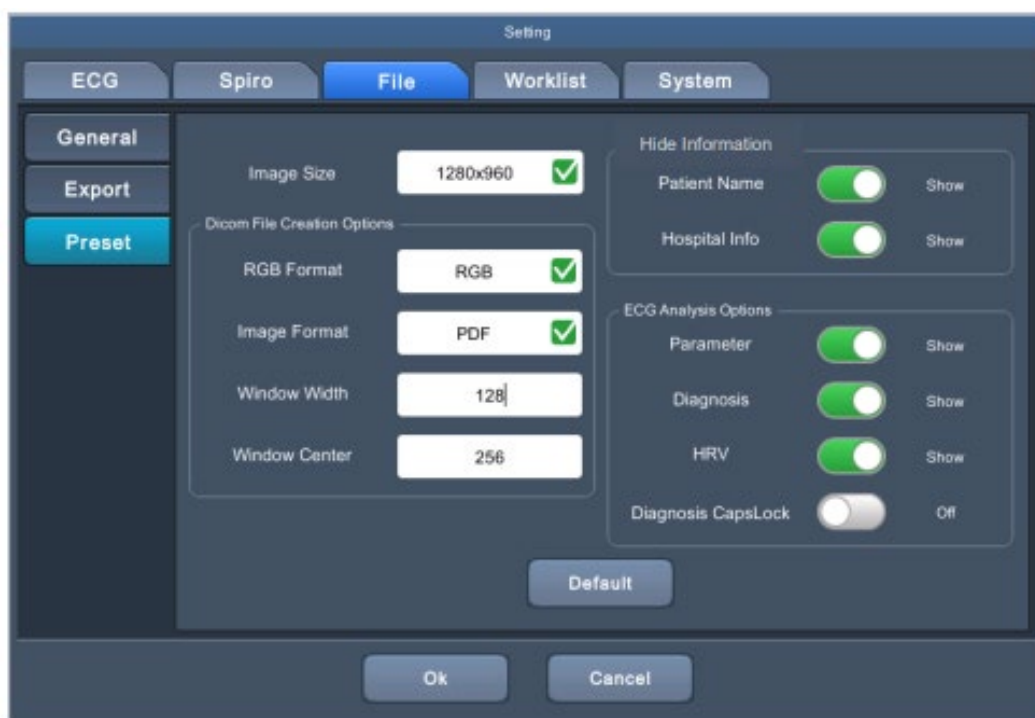 Setting
ECG Spiro File Worklist System
General
Export
Preset
Image Size 1280x960
Dicom File Creation Options
RGB Format RGB
Image Format PDF
Window Width 128
Window Center 256
Hide Information
Patient Name Show
Hospital Info Show
ECG Analysis Options
Parameter Show
Diagnosis Show
HRV Show
Diagnosis CapsLock Off
Default
Ok Cancel